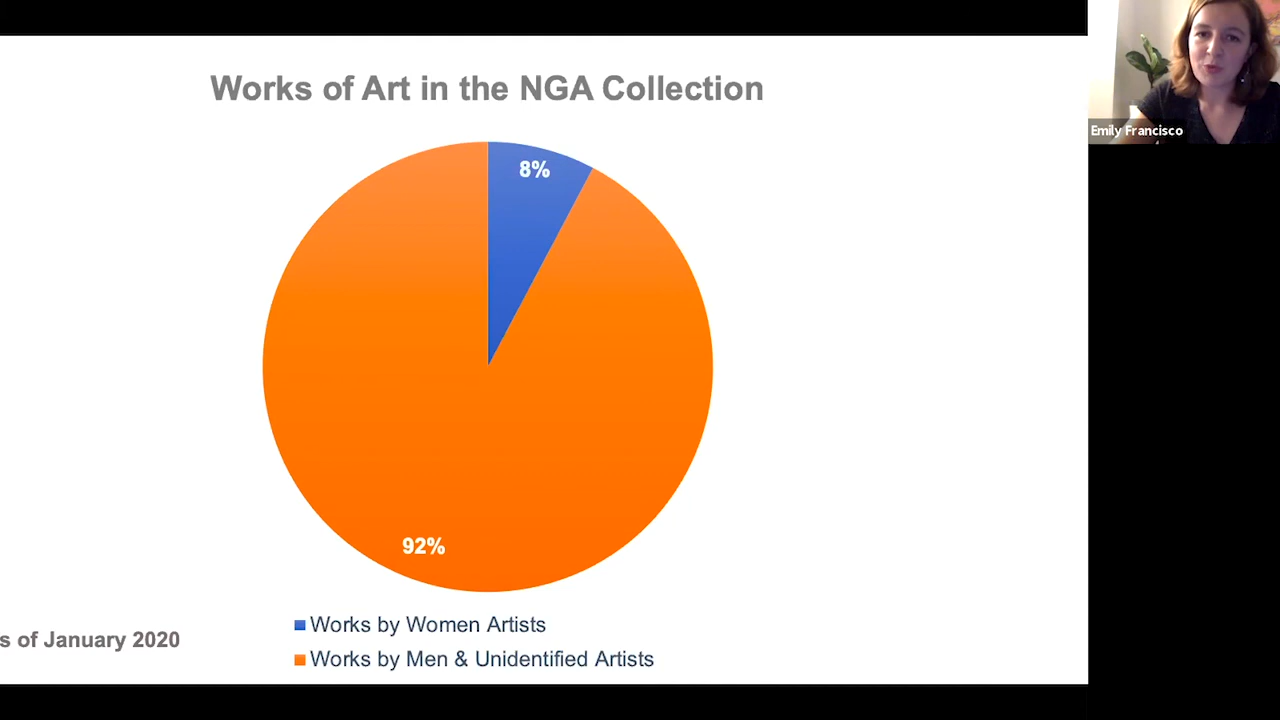 Works of Art in the NGA Collection
Emily Francisco
8%
92%
Works by Women Artists
s of January 2020
Works by Men & Unidentified Artists